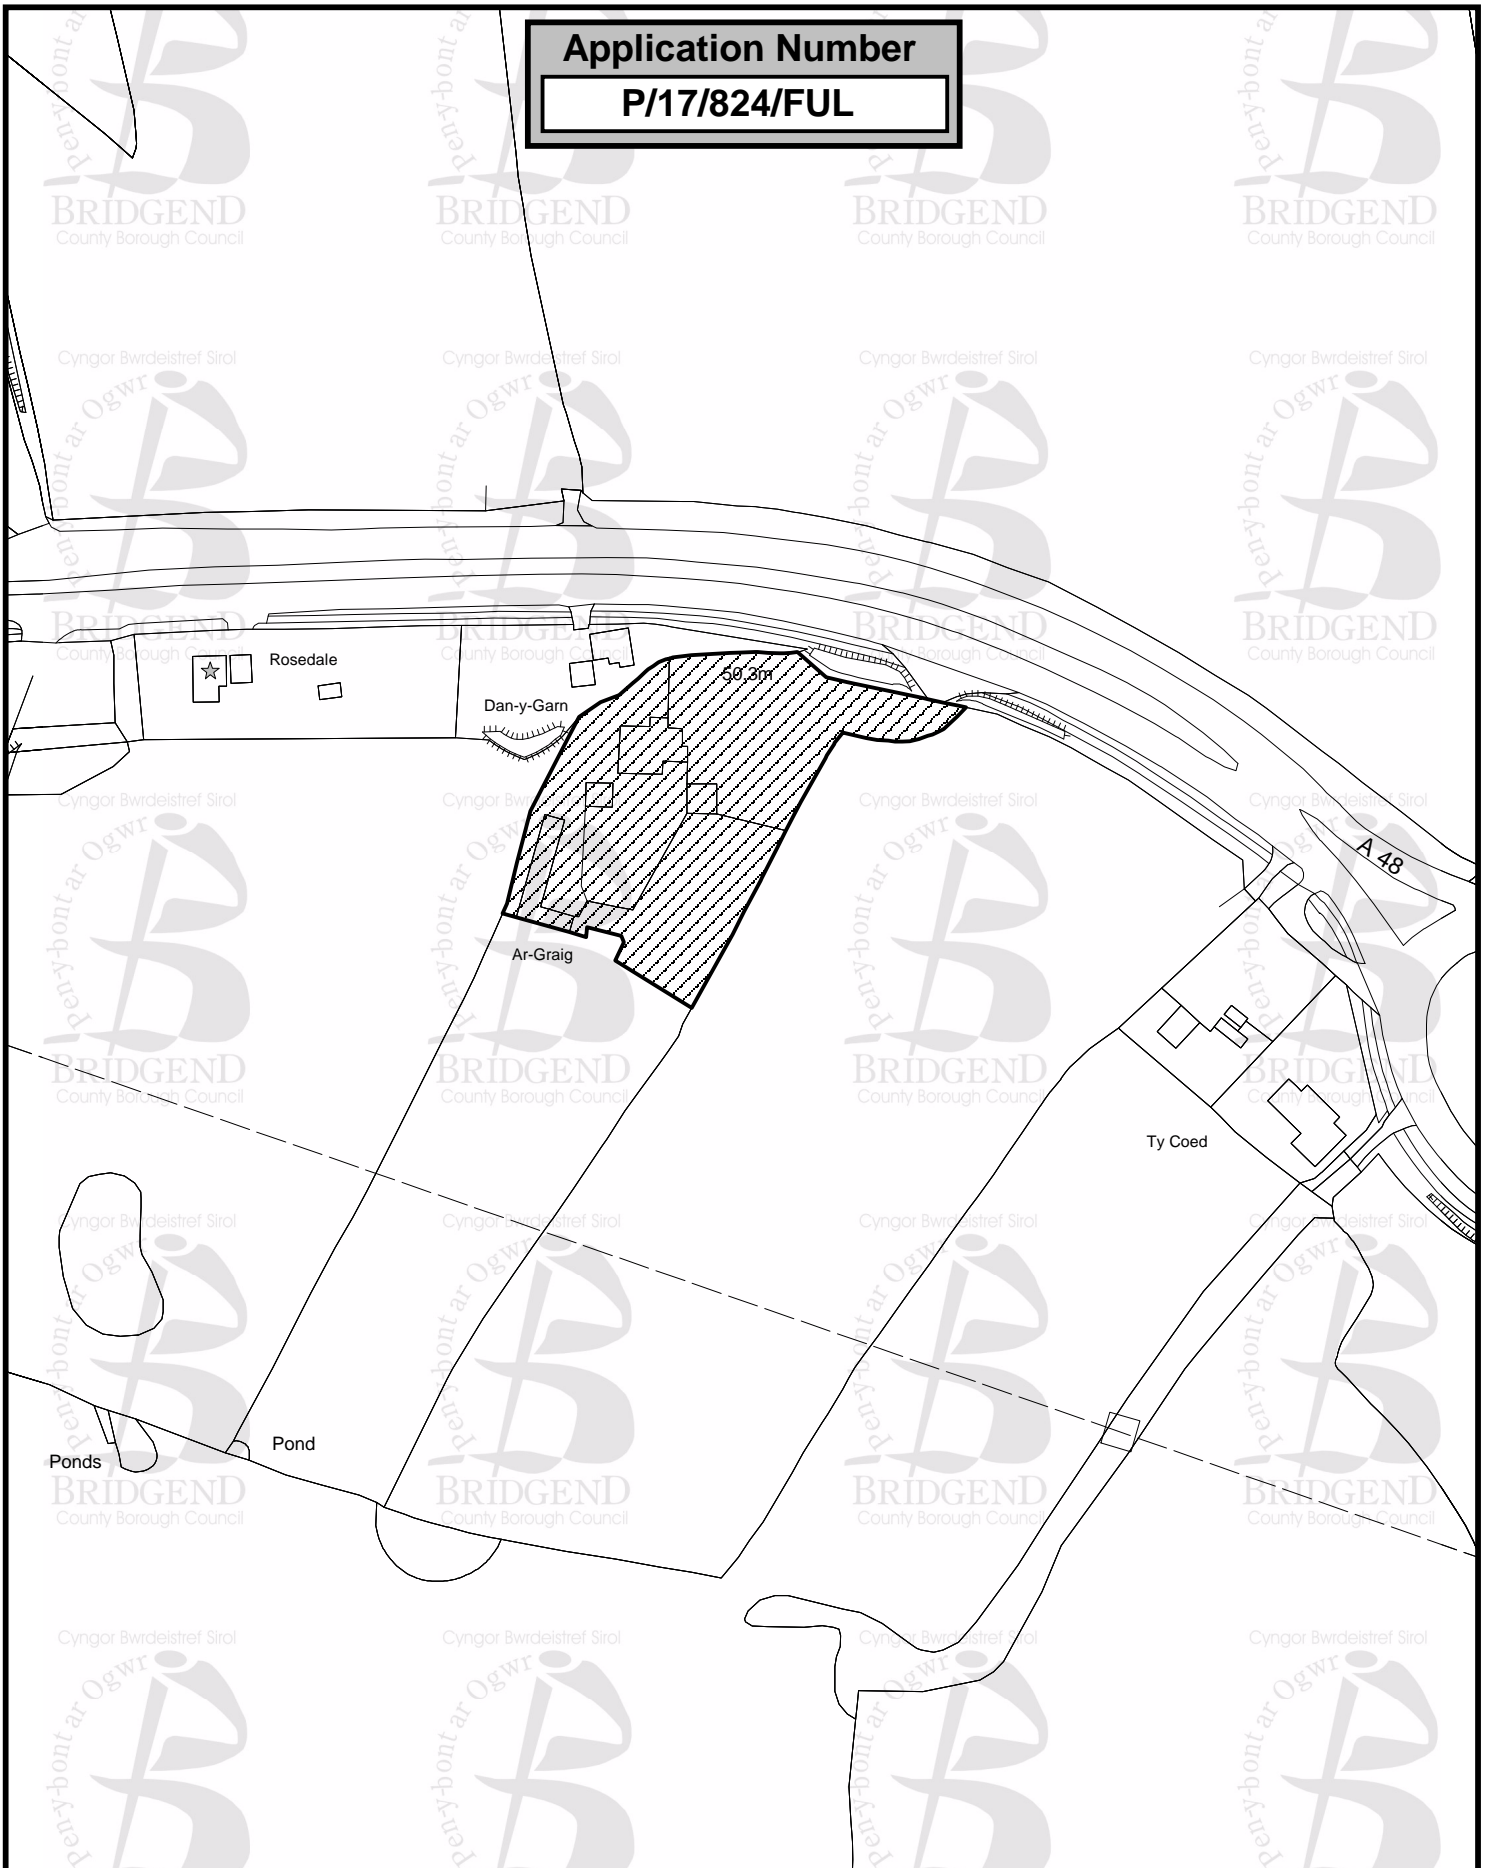 Application Number
P/17/824/FUL
Rosedale
50.3m
Dan-y-Garn
A 48
Ar-Graig
Ty Coed
Pond
Ponds
Cyngor Bwrdeistref Sirol
Pen-y-bont ar Ogwr
BRIDGEND
County Borough Council